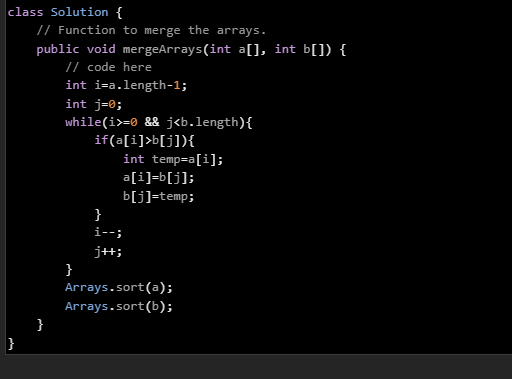 class Solution {
    // Function to merge the arrays.
    public void mergeArrays(int a[], int b[]) {
        // code here
        int i=a.length-1;
        int j=0;
        while(i>=0 && j<b.length){
            if(a[i]>b[j]){
                int temp=a[i];
                a[i]=b[j];
                b[j]=temp;
            }
            i--;
            j++;
        }
        Arrays.sort(a);
        Arrays.sort(b);
    }
}